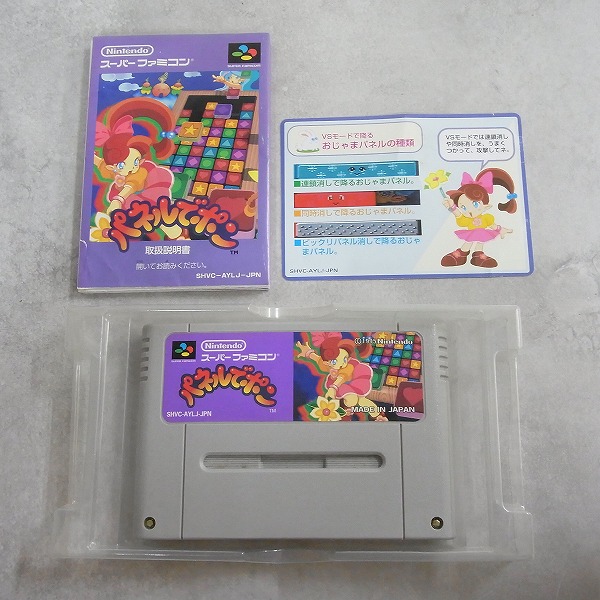 Nintendo
スーパーファミコン
SUPER FAMICOM
パネルでポン
TM
取扱説明書
開いてお読みください。
SHVC-AYLJ-JPN
VSモードで降る
おじゃまパネルの種類
■連鎖消しで降るおじゃまパネル。
■同時消しで降るおじゃまパネル。
■ビックリパネル消しで降るおじゃ
まパネル。
SHVC-AYLJ-JPN
VSモードでは連鎖消し
や同時消しを、うまく
つかって、攻撃してネ。
Nintendo
スーパーファミコン
パネルでポン
TM
SHVC-AYLJ-JPN
©1995 Nintendo
MADE IN JAPAN